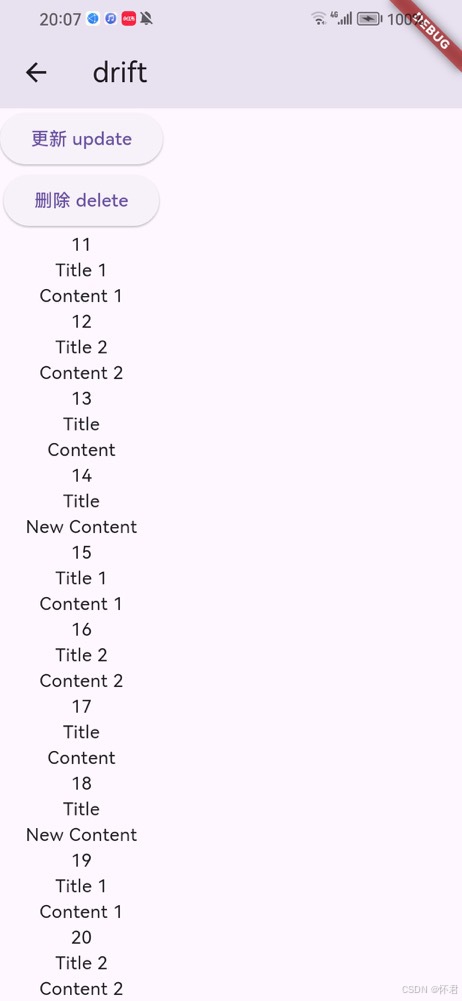 20:07 4G 100%
DEBUG
drift
更新 update
删除 delete
11
Title 1
Content 1
12
Title 2
Content 2
13
Title
Content
14
Title
New Content
15
Title 1
Content 1
16
Title 2
Content 2
17
Title
Content
18
Title
New Content
19
Title 1
Content 1
20
Title 2
Content 2
CSDN @怀君